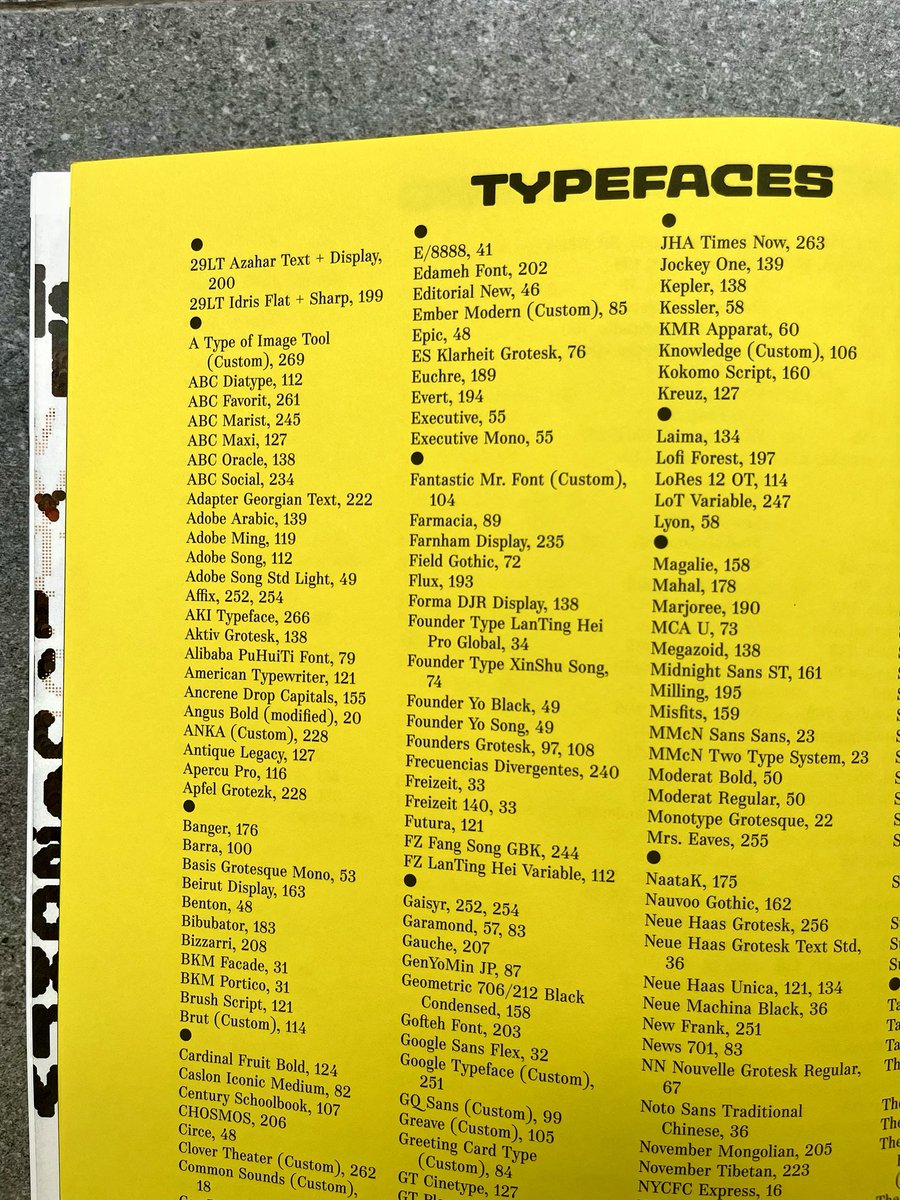 TYPEFACES
29LT Azahar Text + Display,
200
29LT Idris Flat + Sharp, 199
A Type of Image Tool
(Custom), 269
ABC Diatype, 112
ABC Favorit, 261
ABC Marist, 245
ABC Maxi, 127
ABC Oracle, 138
ABC Social, 234
Adapter Georgian Text, 222
Adobe Arabic, 139
Adobe Ming, 119
Adobe Song, 112
Adobe Song Std Light, 49
Affix, 252, 254
AKI Typeface, 266
Aktiv Grotesk, 138
Alibaba PuHuiTi Font, 79
American Typewriter, 121
Ancrene Drop Capitals, 155
Angus Bold (modified), 20
ANKA (Custom), 228
Antique Legacy, 127
Apercu Pro, 116
Apfel Grotezk, 228
Banger, 176
Barra, 100
Basis Grotesque Mono, 53
Beirut Display, 163
Benton, 48
Bibubator, 183
Bizzarri, 208
BKM Facade, 31
BKM Portico, 31
Brush Script, 121
Brut (Custom), 114
Cardinal Fruit Bold, 124
Caslon Iconic Medium, 82
Century Schoolbook, 107
CHOSMOS, 206
Circe, 48
Clover Theater (Custom), 262
Common Sounds (Custom),
18
E/8888, 41
Edameh Font, 202
Editorial New, 46
Ember Modern (Custom), 85
Epic, 48
ES Klarheit Grotesk, 76
Euchre, 189
Evert, 194
Executive, 55
Executive Mono, 55
Fantastic Mr. Font (Custom),
104
Farmacia, 89
Farnham Display, 235
Field Gothic, 72
Flux, 193
Forma DJR Display, 138
Founder Type LanTing Hei
Pro Global, 34
Founder Type XinShu Song,
74
Founder Yo Black, 49
Founder Yo Song, 49
Founders Grotesk, 97, 108
Frecuencias Divergentes, 240
Freizeit, 33
Freizeit 140, 33
Futura, 121
FZ Fang Song GBK, 244
FZ LanTing Hei Variable, 112
Gaisyr, 252, 254
Garamond, 57, 83
Gauche, 207
GenYoMin JP, 87
Geometric 706/212 Black
Condensed, 158
Gofteh Font, 203
Google Sans Flex, 32
Google Typeface (Custom),
251
GQ Sans (Custom), 99
Greave (Custom), 105
Greeting Card Type
(Custom), 84
GT Cinetype, 127
JHA Times Now, 263
Jockey One, 139
Kepler, 138
Kessler, 58
KMR Apparat, 60
Knowledge (Custom), 106
Kokomo Script, 160
Kreuz, 127
Laima, 134
Lofi Forest, 197
LoRes 12 OT, 114
LoT Variable, 247
Lyon, 58
Magalie, 158
Mahal, 178
Marjoree, 190
MCA U, 73
Megazoid, 138
Midnight Sans ST, 161
Milling, 195
Misfits, 159
MMcN Sans Sans, 23
MMcN Two Type System, 23
Moderat Bold, 50
Moderat Regular, 50
Monotype Grotesque, 22
Mrs. Eaves, 255
NaataK, 175
Nauvoo Gothic, 162
Neue Haas Grotesk, 256
Neue Haas Grotesk Text Std,
36
Neue Haas Unica, 121, 134
Neue Machina Black, 36
New Frank, 251
News 701, 83
NN Nouvelle Grotesk Regular,
67
Noto Sans Traditional
Chinese, 36
November Mongolian, 205
November Tibetan, 223
NYCFC Express, 16